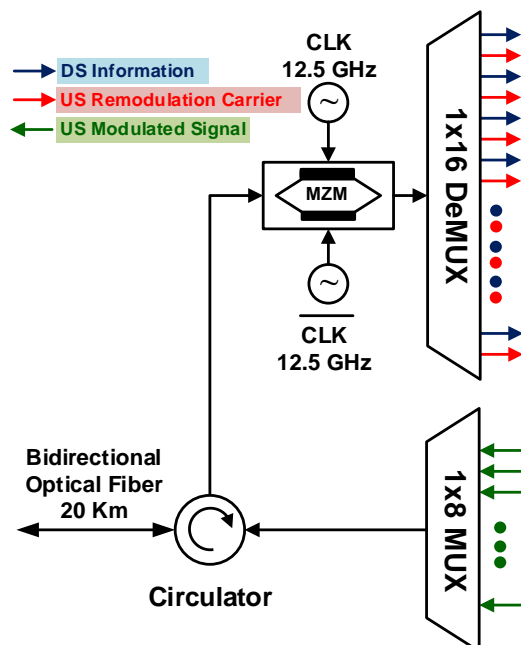 CLK
12.5 GHz
DS Information
US Remodulation Carrier
US Modulated Signal
~
MZM
1x16 DeMUX
~
CLK
12.5 GHz
Bidirectional
Optical Fiber
20 Km
1x8 MUX
Circulator